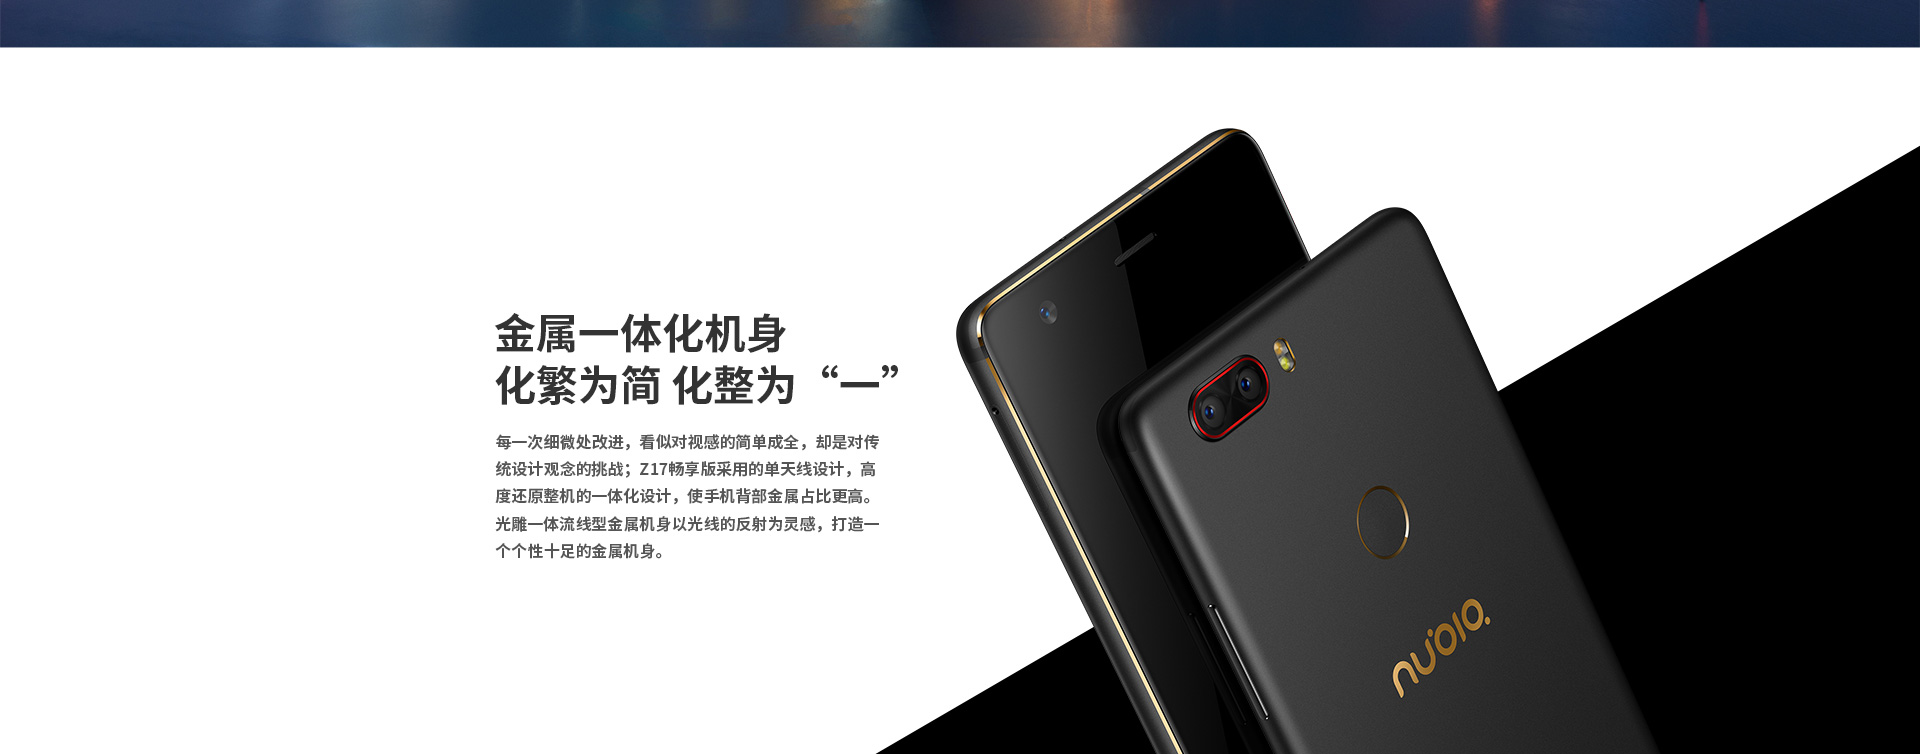 金属一体化机身
化繁为简 化整为“一”
每一次细微处改进，看似对视感的简单成全，却是对传
统设计观念的挑战；Z17畅享版采用的单天线设计，高
度还原整机的一体化设计，使手机背部金属占比更高。
光雕一体流线型金属机身以光线的反射为灵感，打造一
个个性十足的金属机身。
nubia